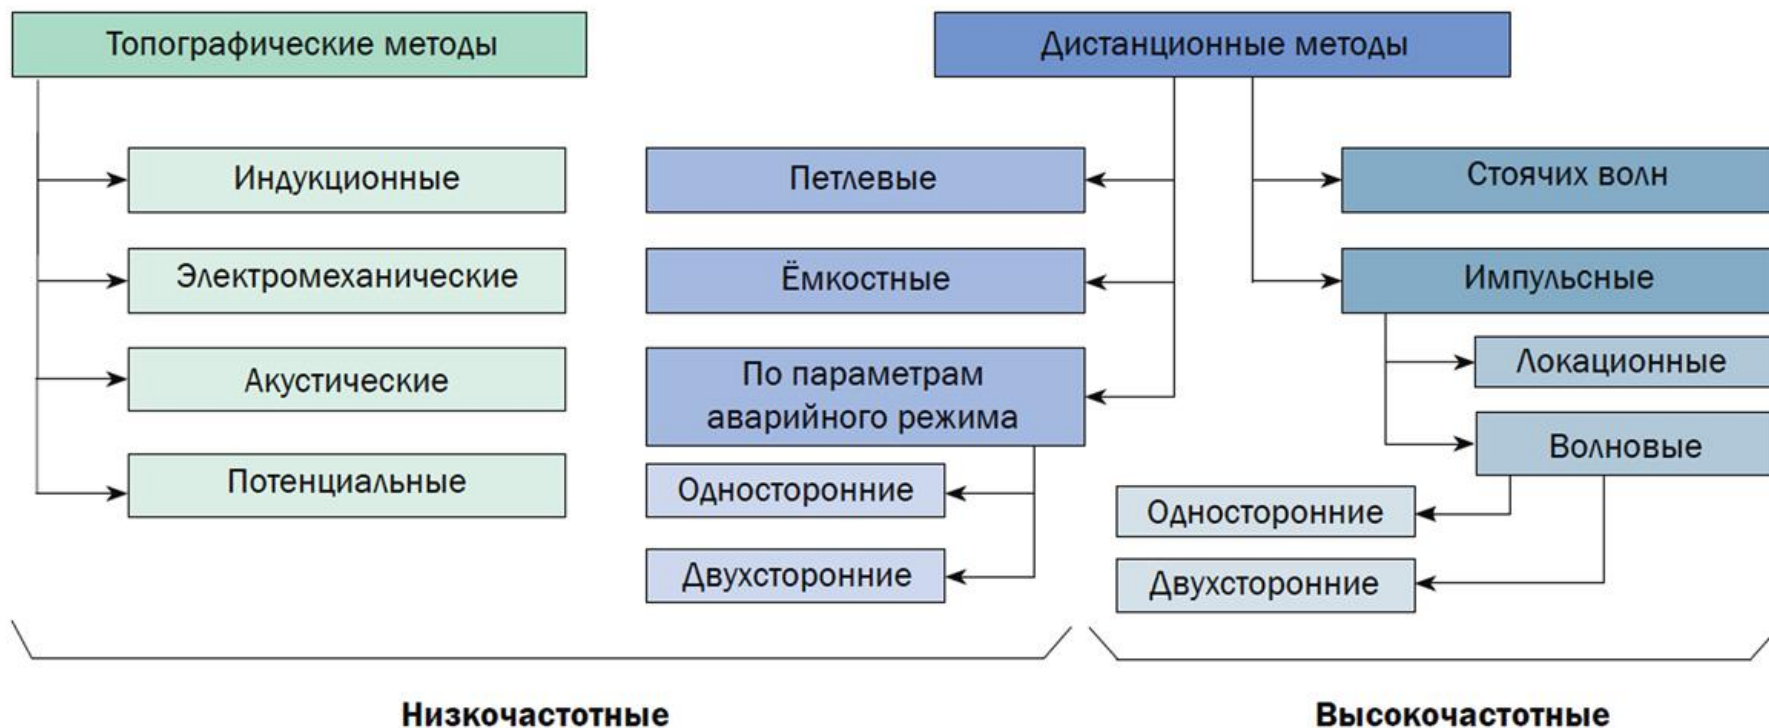 Топографические методы
Индукционные
Электромеханические
Акустические
Потенциальные
Дистанционные методы
Петлевые
Ёмкостные
По параметрам
аварийного режима
Односторонние
Двухсторонние
Стоячих волн
Импульсные
Локационные
Волновые
Односторонние
Двухсторонние
Низкочастотные
Высокочастотные